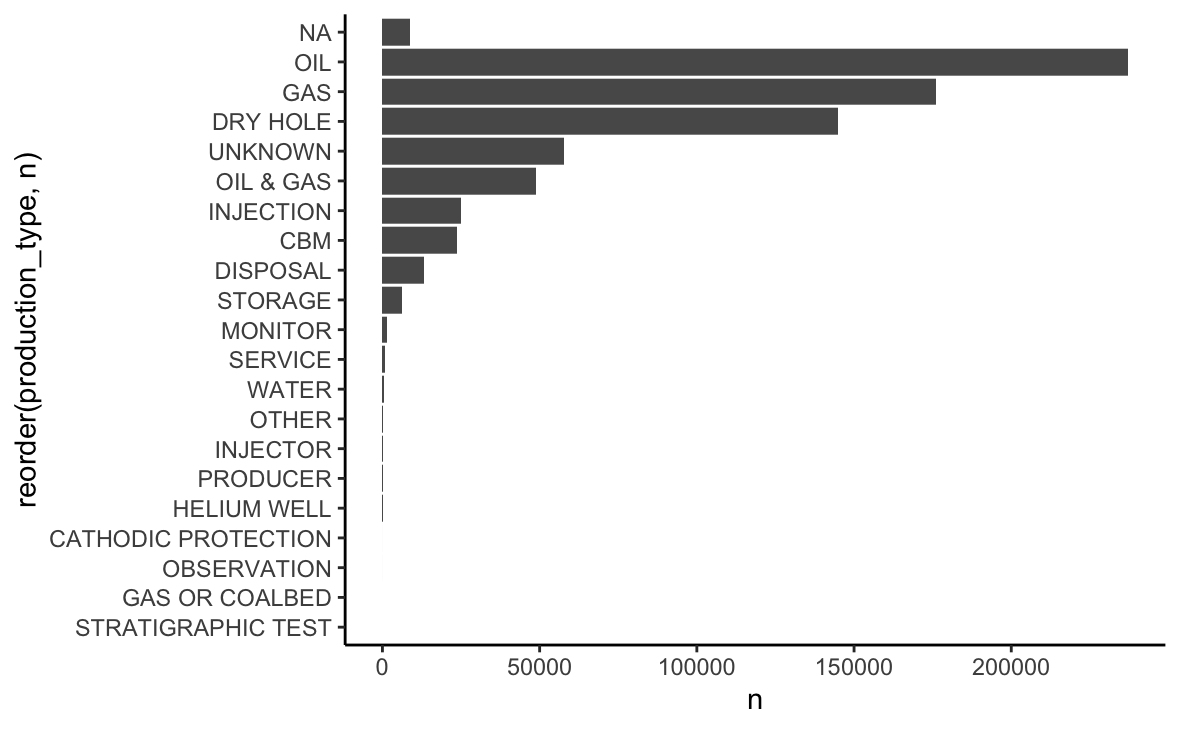 reorder(production_type, n)
NA
OIL
GAS
DRY HOLE
UNKNOWN
OIL & GAS
INJECTION
CBM
DISPOSAL
STORAGE
MONITOR
SERVICE
WATER
OTHER
INJECTOR
PRODUCER
HELIUM WELL
CATHODIC PROTECTION
OBSERVATION
GAS OR COALBED
STRATIGRAPHIC TEST
0 50000 100000 150000 200000
n